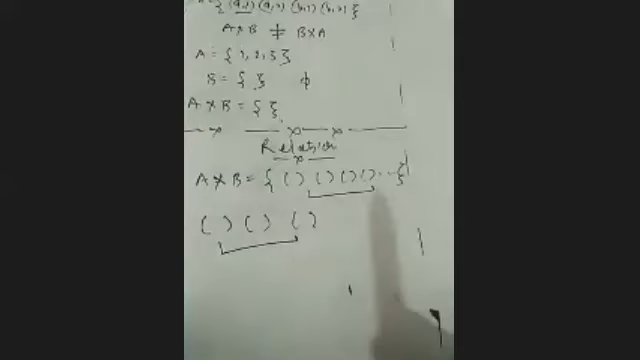 A×B ≠ B×A
A = { 1, 2, 3 }
B = { } ϕ
A × B = { }
Relation
A × B = { ( ) ( ) ( ) ( ) ... }
( ) ( ) ( )